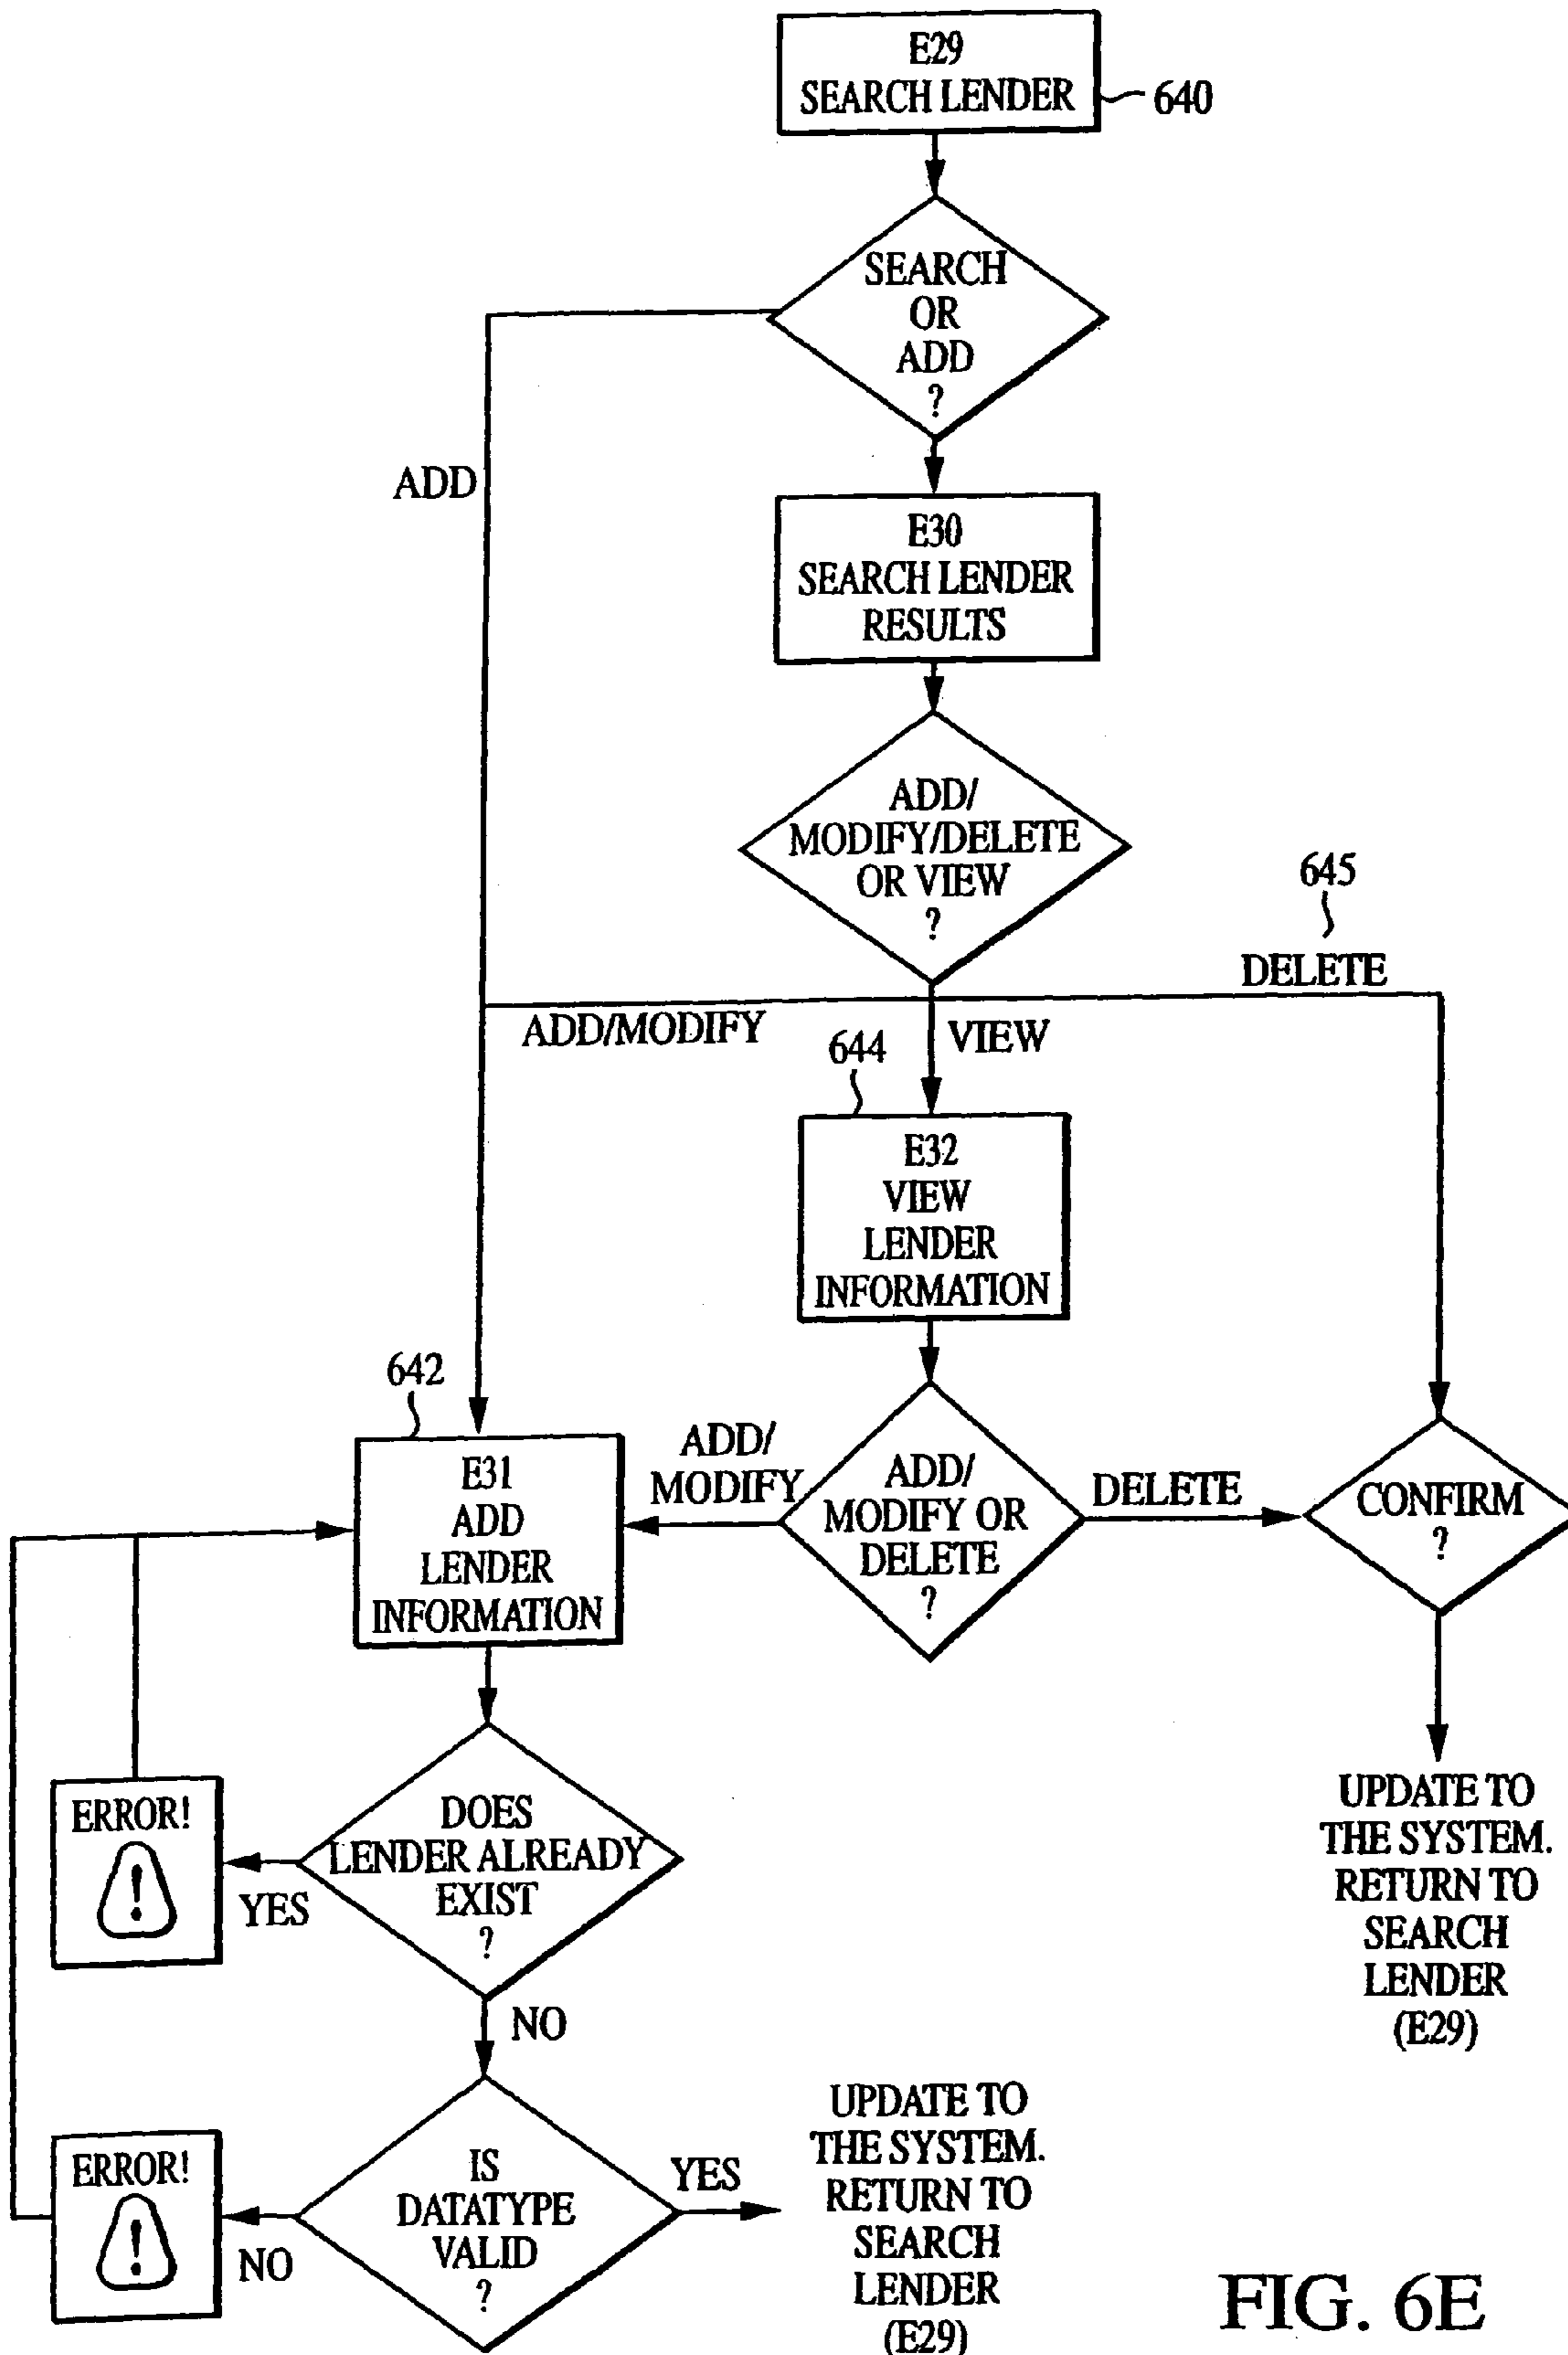 E29
SEARCH LENDER
640
SEARCH
OR
ADD
?
ADD
E30
SEARCH LENDER
RESULTS
ADD/
MODIFY/DELETE
OR VIEW
?
645
DELETE
ADD/MODIFY
VIEW
644
E32
VIEW
LENDER
INFORMATION
642
E31
ADD
LENDER
INFORMATION
ADD/
MODIFY
ADD/
MODIFY OR
DELETE
?
DELETE
CONFIRM
?
UPDATE TO
THE SYSTEM.
RETURN TO
SEARCH
LENDER
(E29)
ERROR!
!
YES
DOES
LENDER ALREADY
EXIST
?
NO
ERROR!
!
NO
IS
DATATYPE
VALID
?
YES
UPDATE TO
THE SYSTEM.
RETURN TO
SEARCH
LENDER
(E29)
FIG. 6E